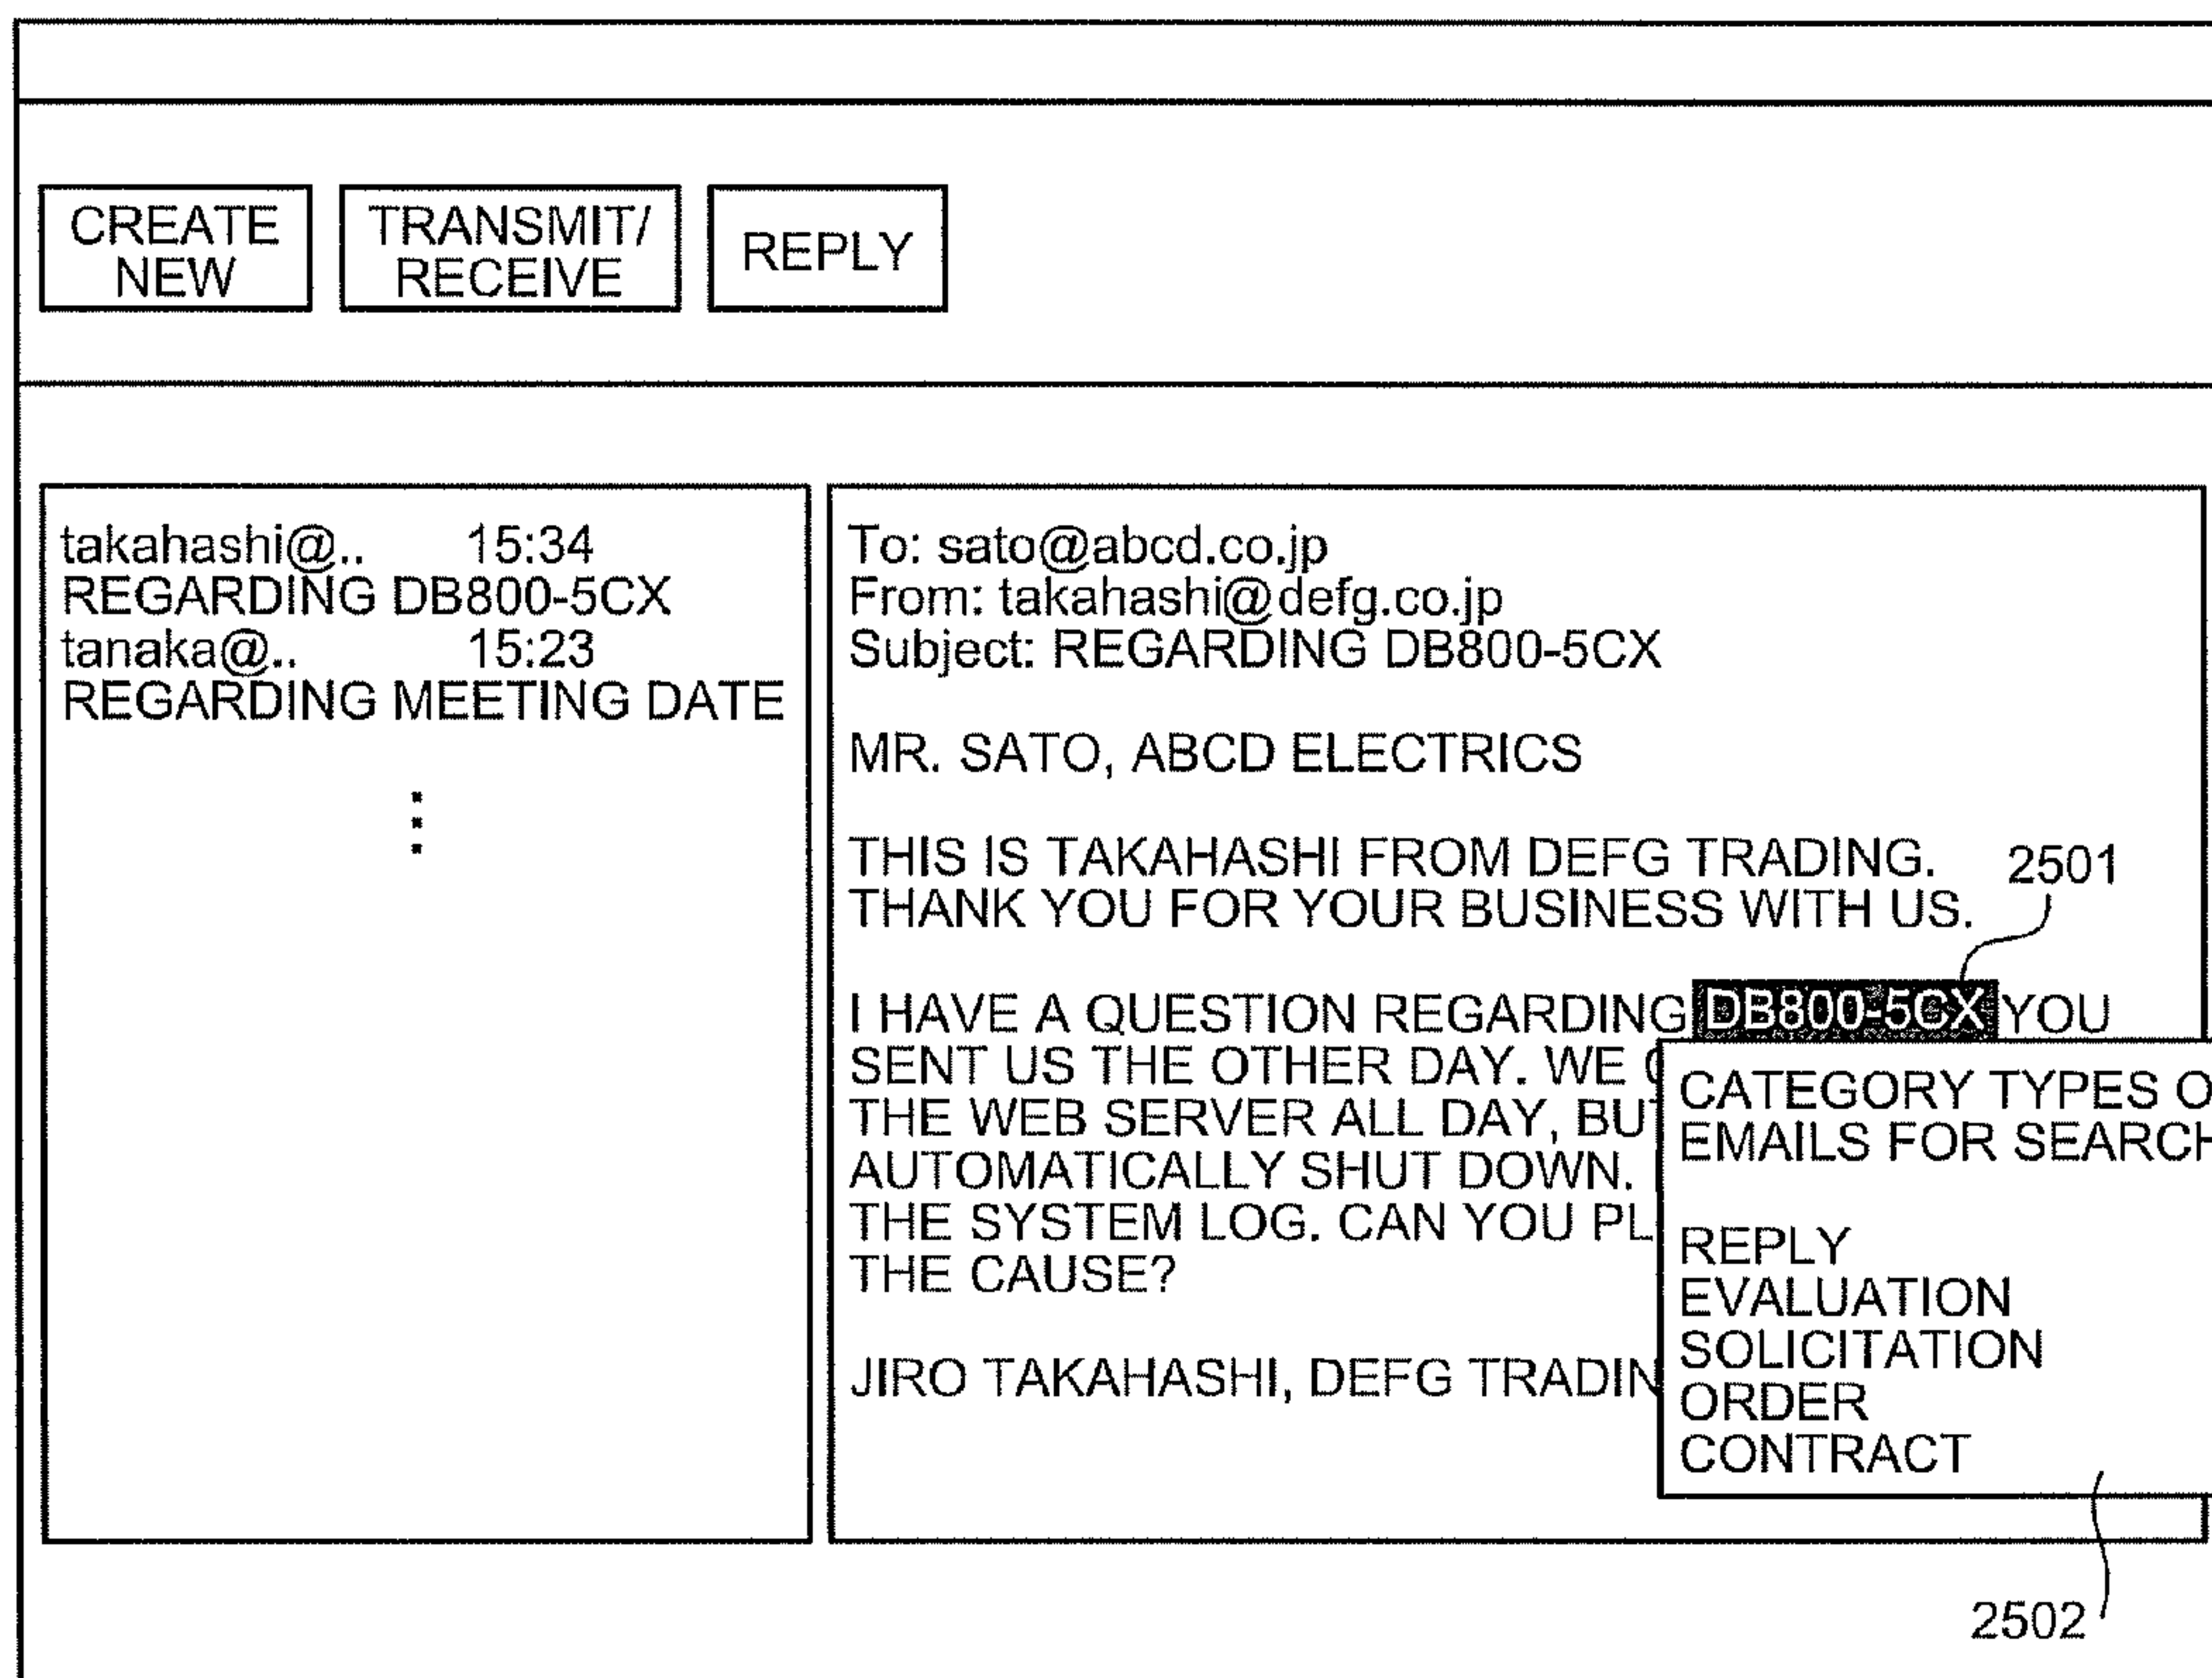 CREATE
NEW
TRANSMIT/
RECEIVE
REPLY
takahashi@.. 15:34
REGARDING DB800-5CX
tanaka@.. 15:23
REGARDING MEETING DATE
To: sato@abcd.co.jp
From: takahashi@defg.co.jp
Subject: REGARDING DB800-5CX
MR. SATO, ABCD ELECTRICS
THIS IS TAKAHASHI FROM DEFG TRADING.
THANK YOU FOR YOUR BUSINESS WITH US.
2501
I HAVE A QUESTION REGARDING DB800-5CX YOU
SENT US THE OTHER DAY. WE
THE WEB SERVER ALL DAY,
AUTOMATICALLY SHUT DOWN.
THE SYSTEM LOG. CAN YOU PL
THE CAUSE?
JIRO TAKAHASHI, DEFG TRADIN
CATEGORY TYPES
EMAILS FOR SEARCH
REPLY
EVALUATION
SOLICITATION
ORDER
CONTRACT
2502